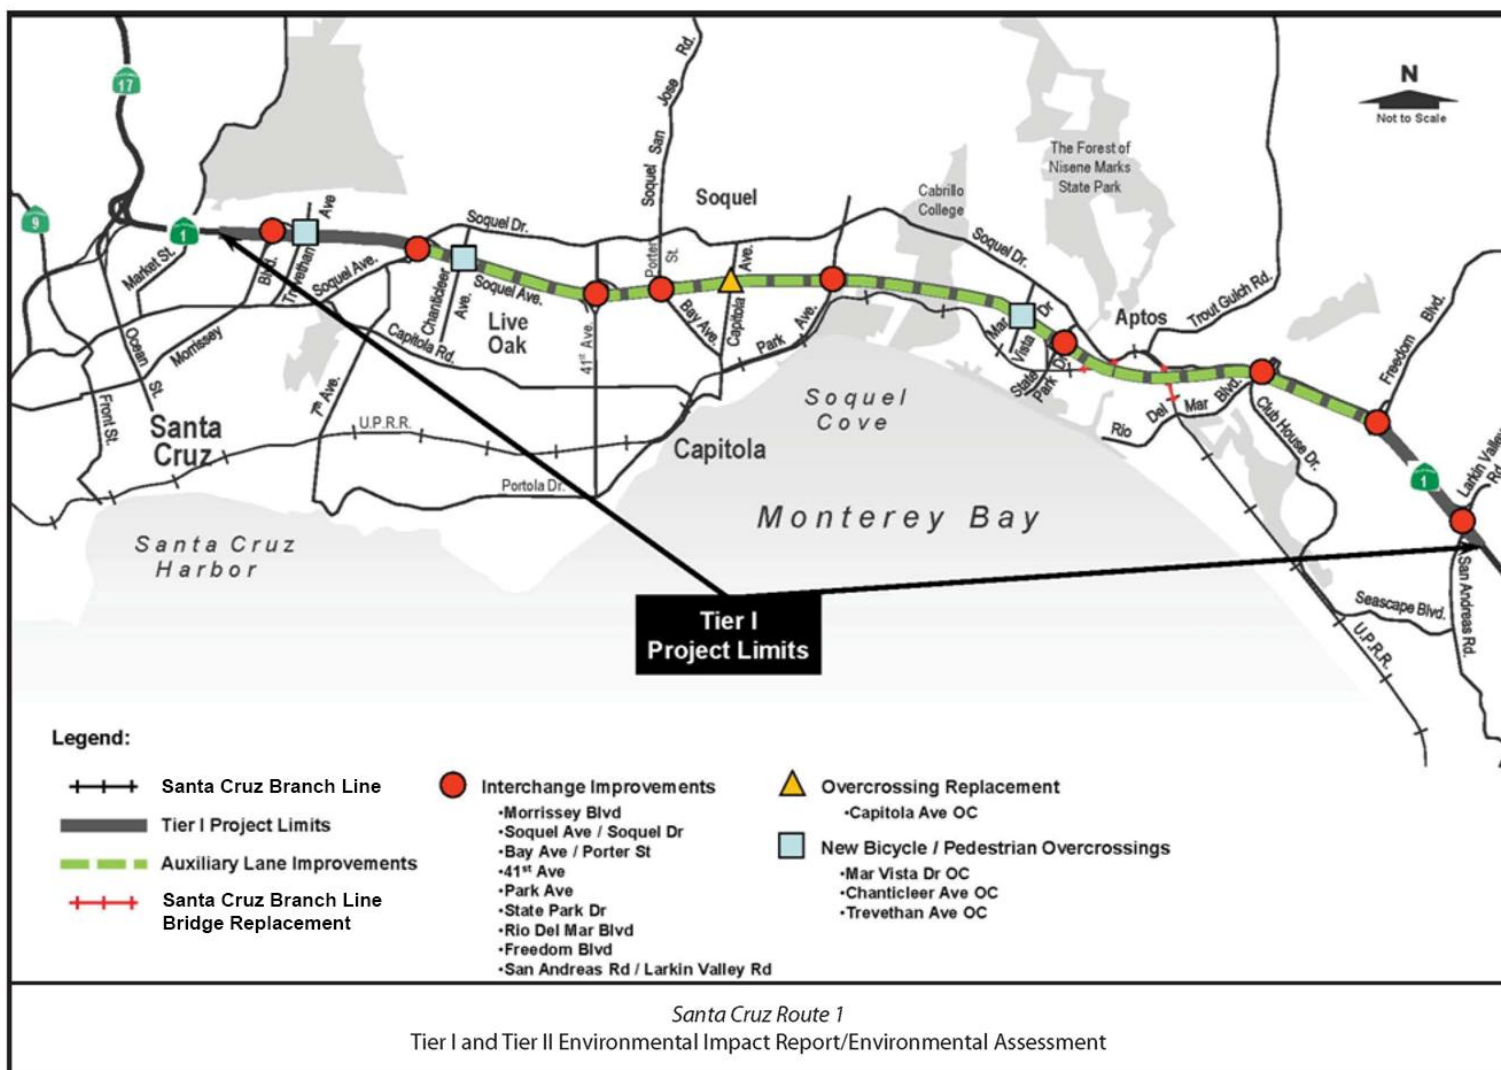 17
N
Not to Scale
Soquel San Jose Rd.
The Forest of
Nisene Marks
State Park
Cabrillo
College
Soquel
9
1
Ave
Trevethan
Blvd.
Morrissey
Market St.
Soquel Ave.
Soquel Dr.
Porter
St.
Ave.
Capitola
Soquel Dr.
Chanticleer
Ave.
Soquel Ave.
Live
Oak
Bay Ave.
41st Ave.
Park Ave.
Mar
Vista
Dr
State
Park Dr.
Aptos
Trout Gulch Rd.
Freedom Blvd.
Ocean St.
Capitola Rd.
7th Ave.
Front St.
Santa
Cruz
U.P.R.R.
Soquel
Cove
Rio
Del
Mar
Blvd.
Club House Dr.
Capitola
Portola Dr.
1
Larkin Valley
Rd
Monterey Bay
Santa Cruz
Harbor
Tier I
Project Limits
San Andreas Rd.
Seascape Blvd.
U.P.R.R.
Legend:
Santa Cruz Branch Line
Tier I Project Limits
Auxiliary Lane Improvements
Santa Cruz Branch Line
Bridge Replacement
Interchange Improvements
•Morrissey Blvd
•Soquel Ave / Soquel Dr
•Bay Ave / Porter St
•41st Ave
•Park Ave
•State Park Dr
•Rio Del Mar Blvd
•Freedom Blvd
•San Andreas Rd / Larkin Valley Rd
Overcrossing Replacement
•Capitola Ave OC
New Bicycle / Pedestrian Overcrossings
•Mar Vista Dr OC
•Chanticleer Ave OC
•Trevethan Ave OC
Santa Cruz Route 1
Tier I and Tier II Environmental Impact Report/Environmental Assessment